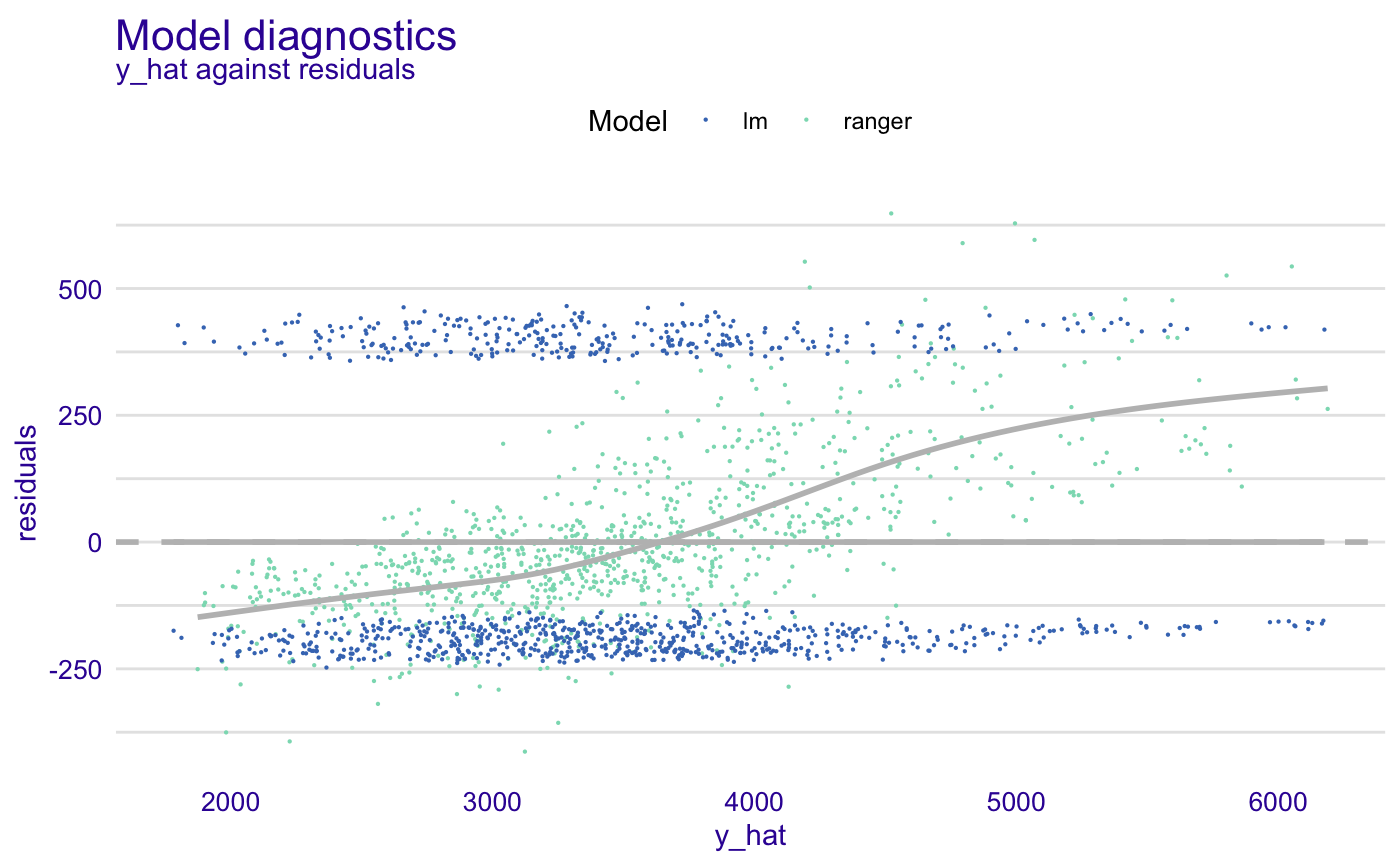 Model diagnostics
y_hat against residuals
Model lm ranger
residuals
500
250
0
-250
2000 3000 4000 5000 6000
y_hat